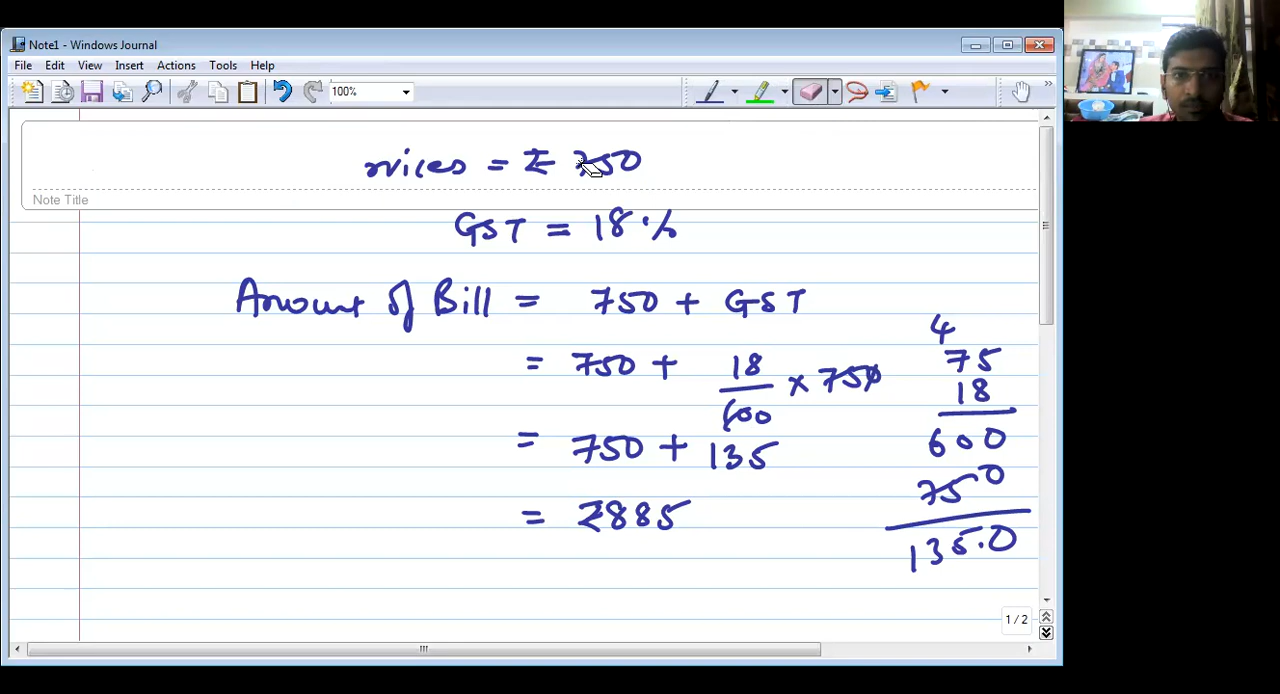 Note1 - Windows Journal
File Edit View Insert Actions Tools Help
100%
rvices = ₹ 750
Note Title
GST = 18 %
Amount of Bill = 750 + GST
= 750 + 18/100 × 750
= 750 + 135
= ₹885
4
75
18
600
750
135.0
1 / 2